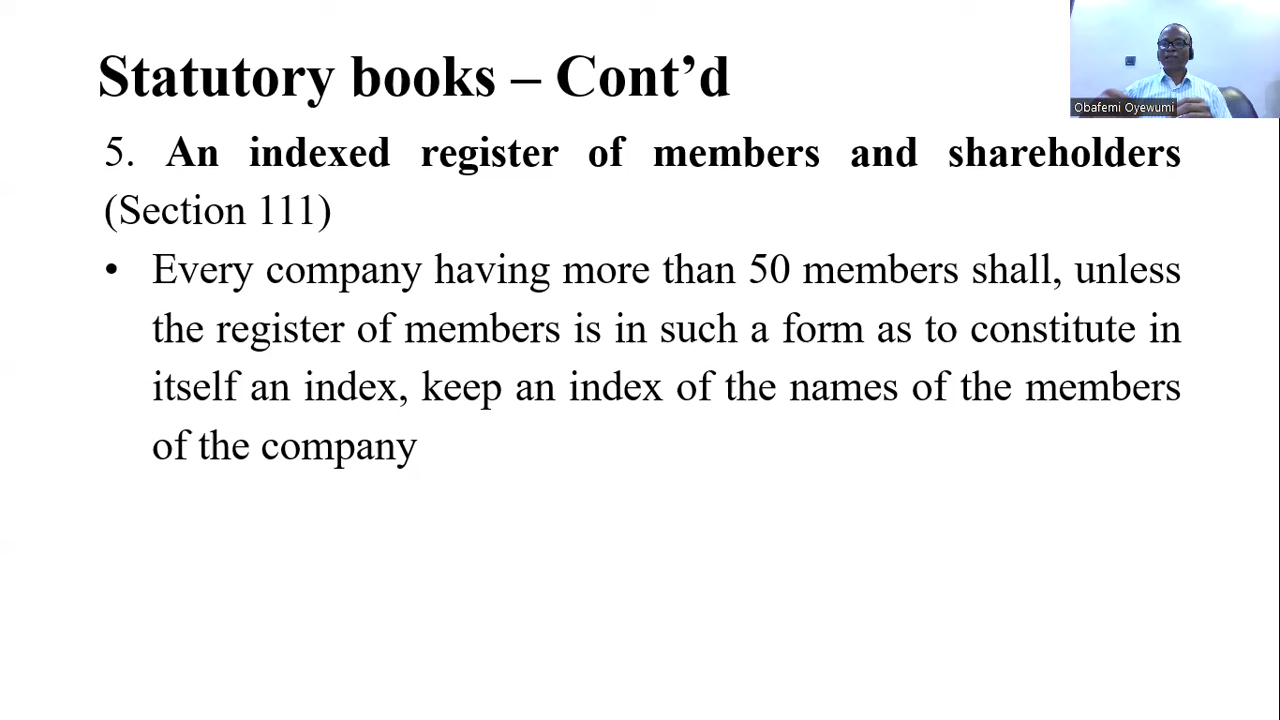 Statutory books – Cont’d
Obafemi Oyewumi
5. An indexed register of members and shareholders
(Section 111)
• Every company having more than 50 members shall, unless
the register of members is in such a form as to constitute in
itself an index, keep an index of the names of the members
of the company